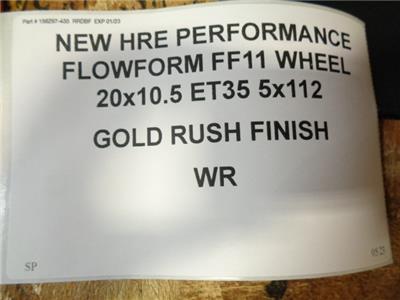 Part # 156Z97-430 RRDBF EXP 01/23
NEW HRE PERFORMANCE
FLOWFORM FF11 WHEEL
20x10.5 ET35 5x112
GOLD RUSH FINISH
WR
SP
05.23